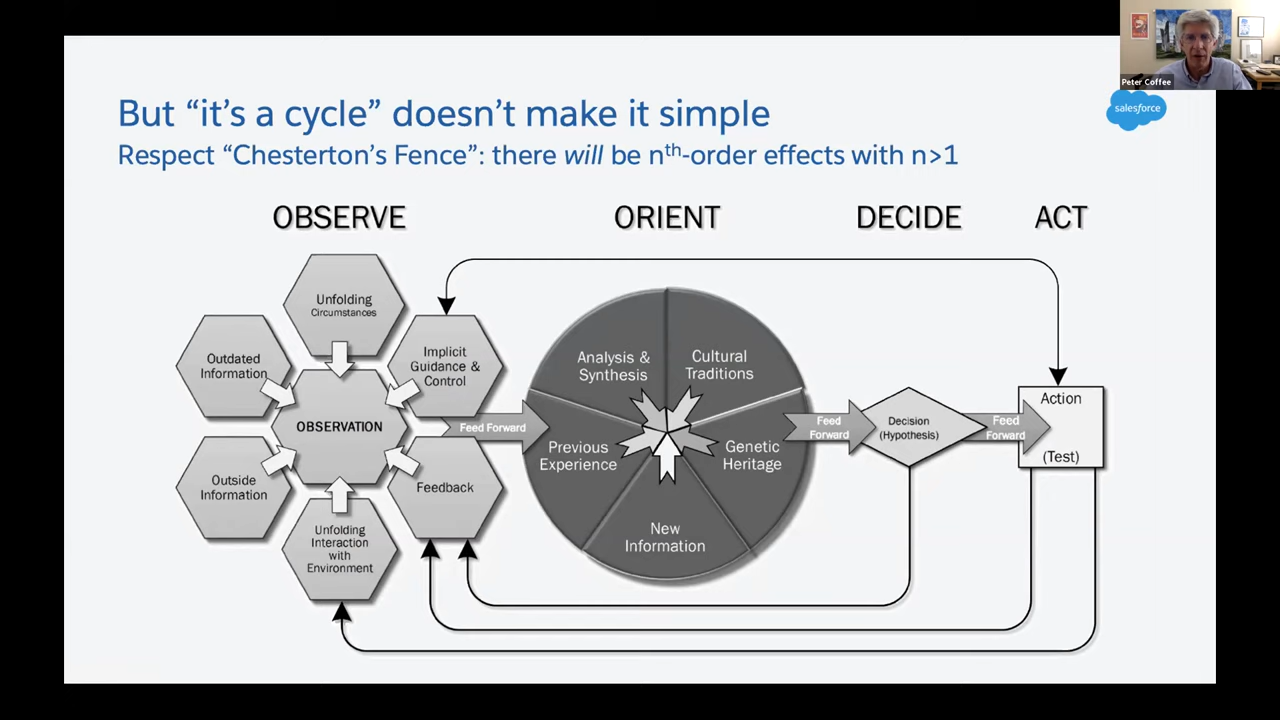 Peter Coffee
salesforce
But “it’s a cycle” doesn’t make it simple
Respect “Chesterton’s Fence”: there will be nth-order effects with n>1
OBSERVE
ORIENT
DECIDE
ACT
Unfolding
Circumstances
Outdated
Information
Implicit
Guidance &
Control
OBSERVATION
Outside
Information
Feedback
Unfolding
Interaction
with
Environment
Feed Forward
Analysis &
Synthesis
Cultural
Traditions
Previous
Experience
Genetic
Heritage
New
Information
Feed
Forward
Decision
(Hypothesis)
Feed
Forward
Action
(Test)